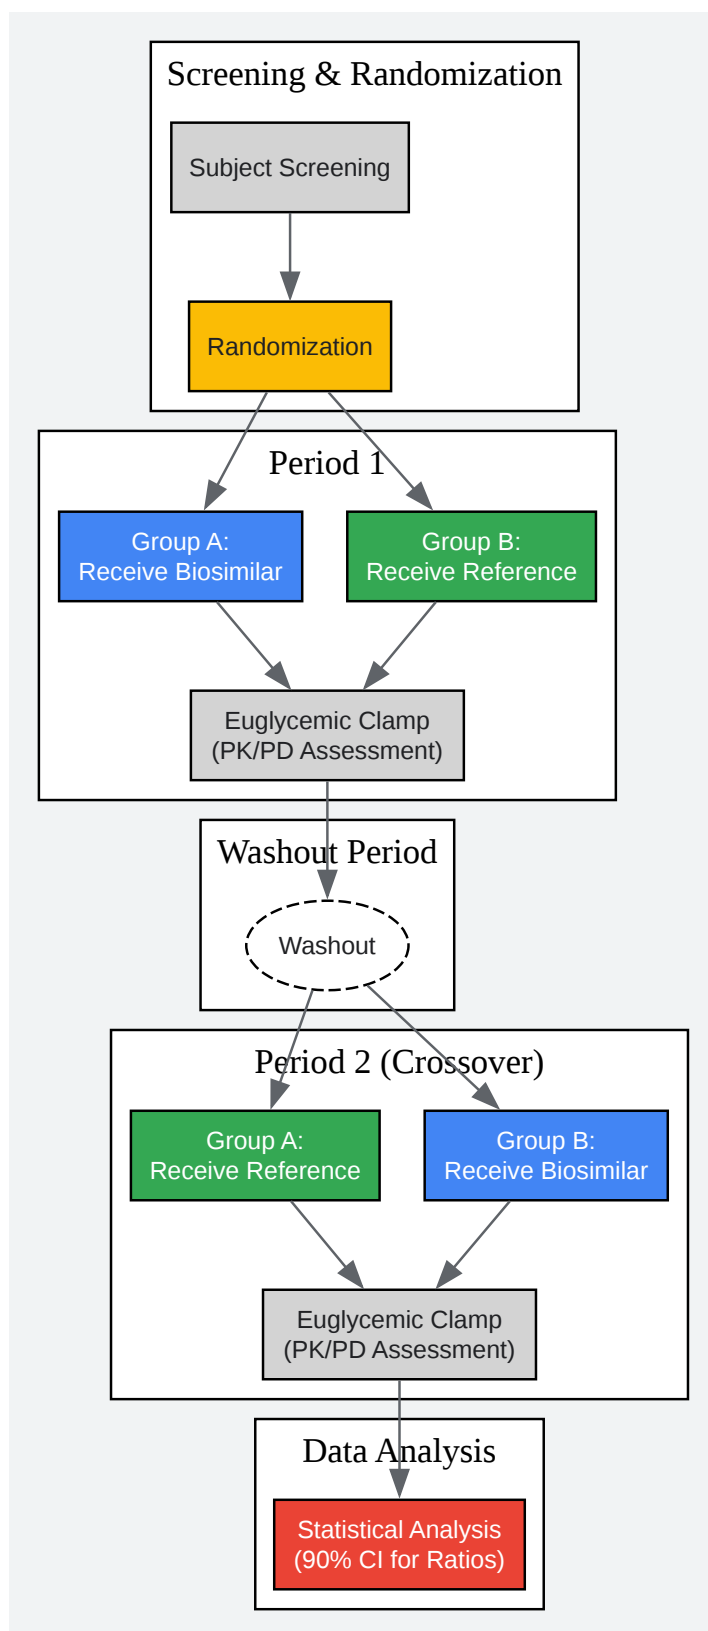 Screening & Randomization
Subject Screening
Randomization
Period 1
Group A:
Receive Biosimilar
Group B:
Receive Reference
Euglycemic Clamp
(PK/PD Assessment)
Washout Period
Washout
Period 2 (Crossover)
Group A:
Receive Reference
Group B:
Receive Biosimilar
Euglycemic Clamp
(PK/PD Assessment)
Data Analysis
Statistical Analysis
(90% CI for Ratios)